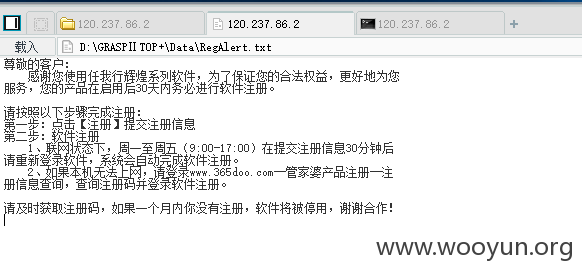 120.237.86.2
120.237.86.2
120.237.86.2
载入
D:\GRASPIITOP+\Data\RegAlert.txt
尊敬的客户:
感谢您使用任我行辉煌系列软件，为了保证您的合法权益，更好地为您
服务，您的产品在启用后30天内务必进行软件注册。
请按照以下步骤完成注册:
第一步：点击【注册】提交注册信息
第二步：软件注册
1、联网状态下，周一至周五（9:00-17:00）在提交注册信息30分钟后
请重新登录软件，系统会自动完成软件注册。
2、如果本机无法上网，请登录www.365doo.com—管家婆产品注册—注
册信息查询，查询注册码并登录软件注册。
请及时获取注册码，如果一个月内你没有注册，软件将被停用，谢谢合作!
www.wooyun.org